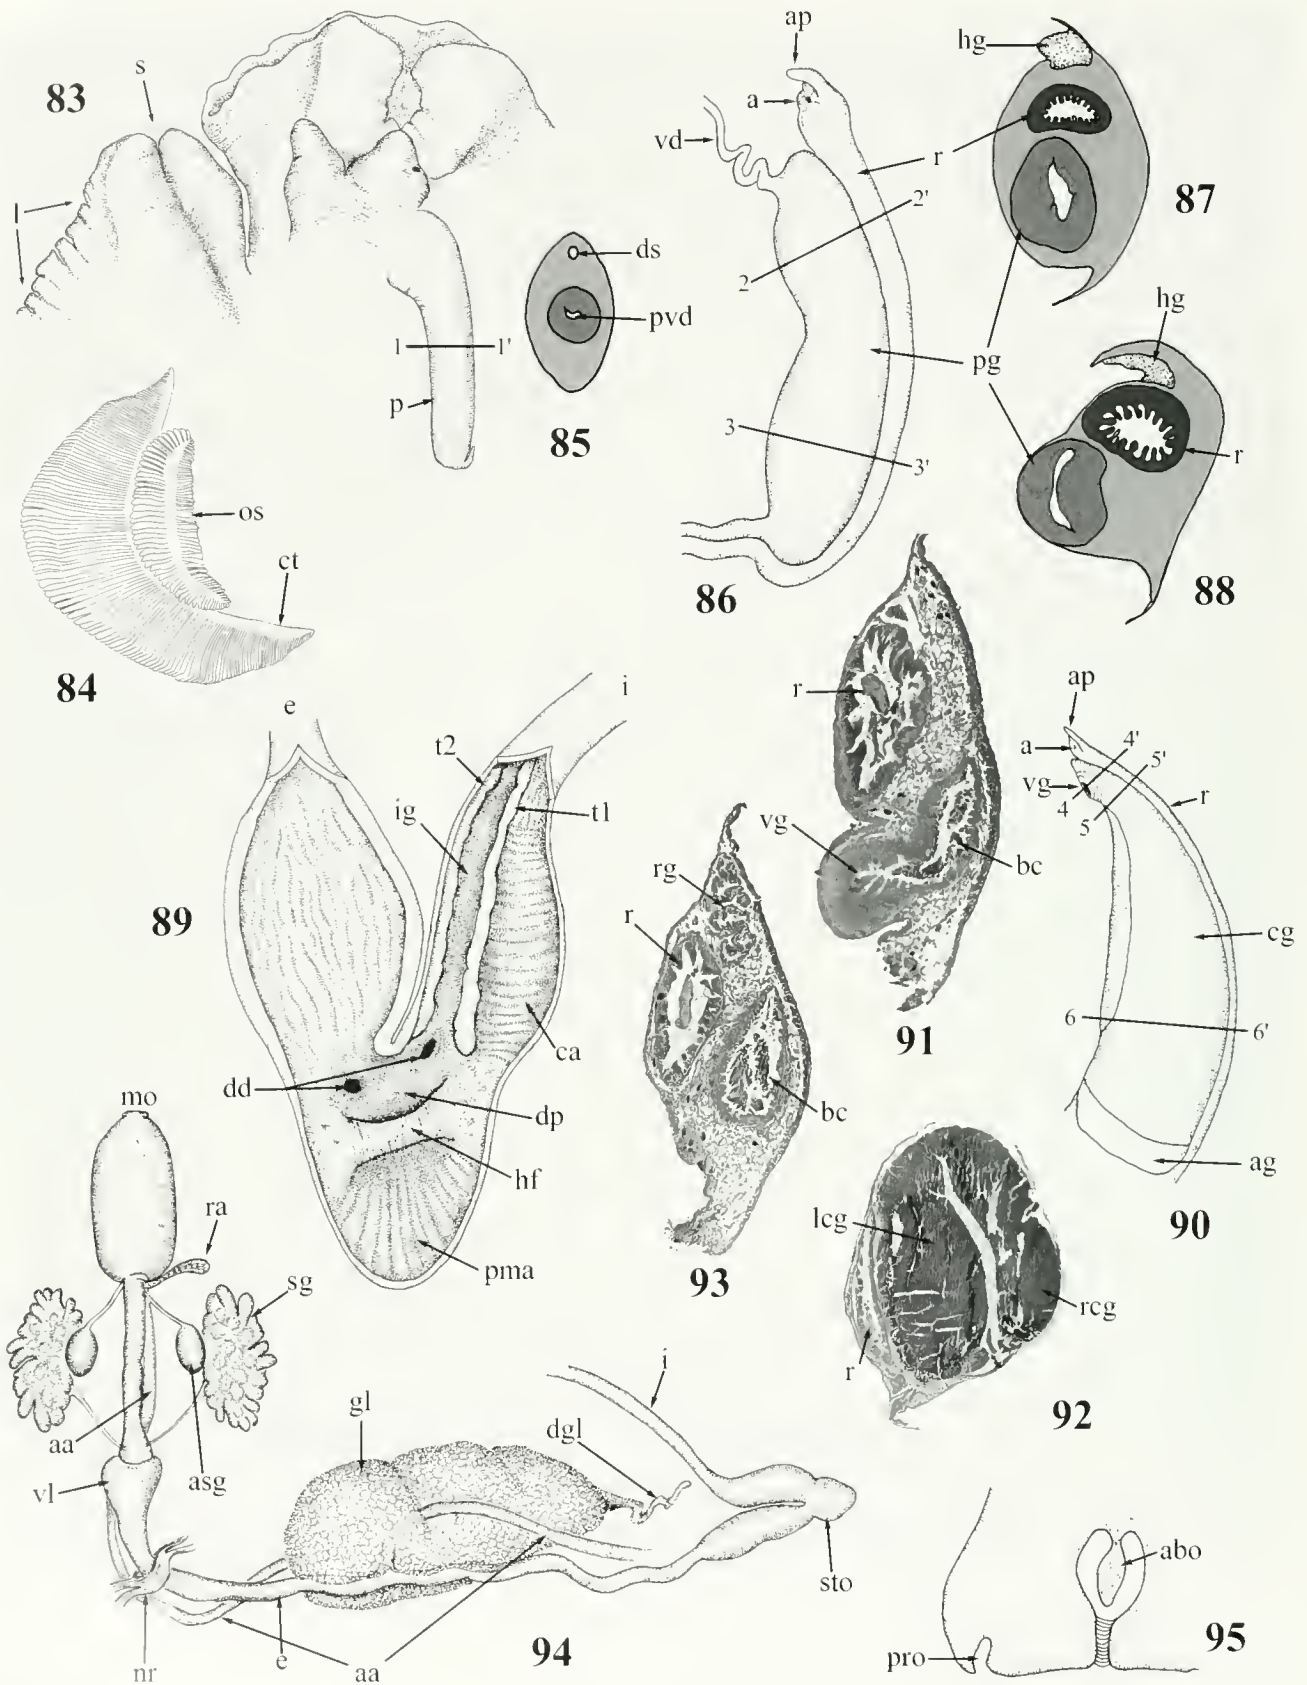 83
s
l
1
1'
p
85
ds
pvd
ap
a
vd
r
2'
2
pg
3
3'
86
hg
87
hg
r
88
84
os
ct
89
e
i
t2
t1
ig
ca
dd
dp
hf
pma
r
vg
bc
91
rg
r
bc
93
ap
a
4'
5'
vg
4
5
r
cg
6
6'
ag
90
lcg
rcg
r
92
mo
ra
sg
aa
asg
vl
nr
e
aa
gl
dgl
i
sto
94
abo
pro
95